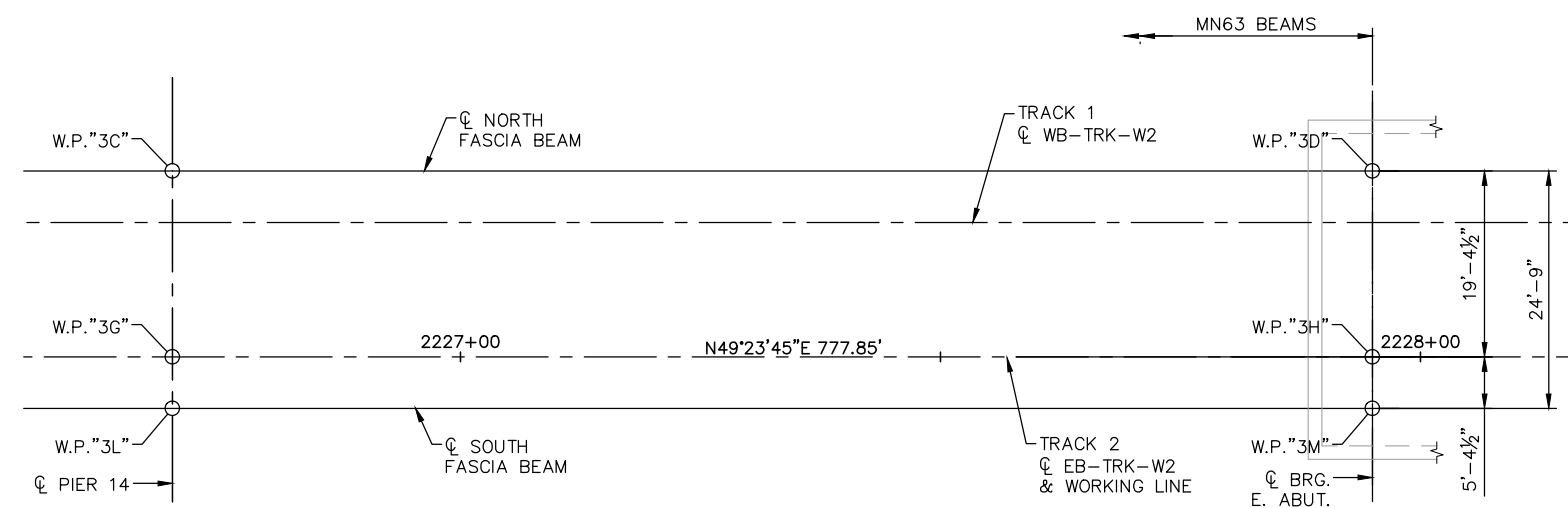 MN63 BEAMS
W.P."3C"
℄ NORTH
FASCIA BEAM
TRACK 1
℄ WB-TRK-W2
W.P."3D"
19'-4½"
24'-9"
W.P."3G"
2227+00
N49°23'45"E 777.85'
W.P."3H"
2228+00
W.P."3L"
℄ PIER 14
℄ SOUTH
FASCIA BEAM
TRACK 2
℄ EB-TRK-W2
& WORKING LINE
W.P."3M"
℄ BRG.
E. ABUT.
5'-4½"